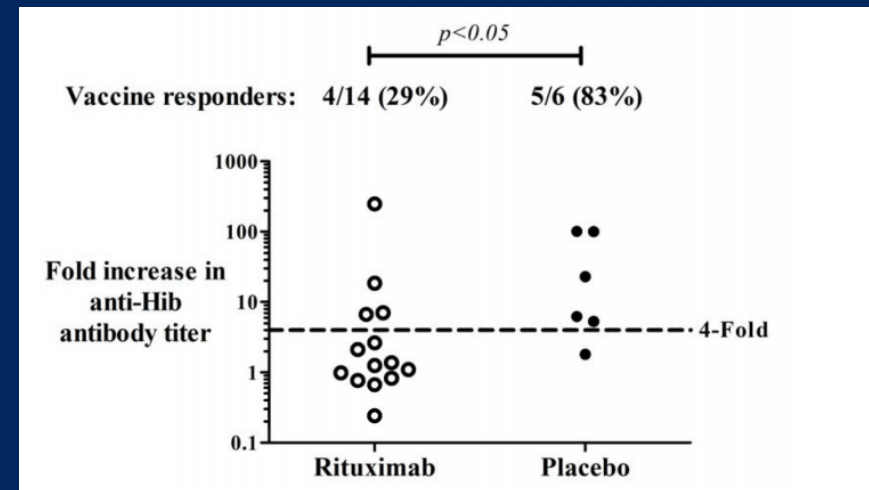 p<0.05
Vaccine responders: 4/14 (29%) 5/6 (83%)
1000
100
Fold increase in
anti-Hib
antibody titer
10
4-Fold
1
0.1
Rituximab Placebo